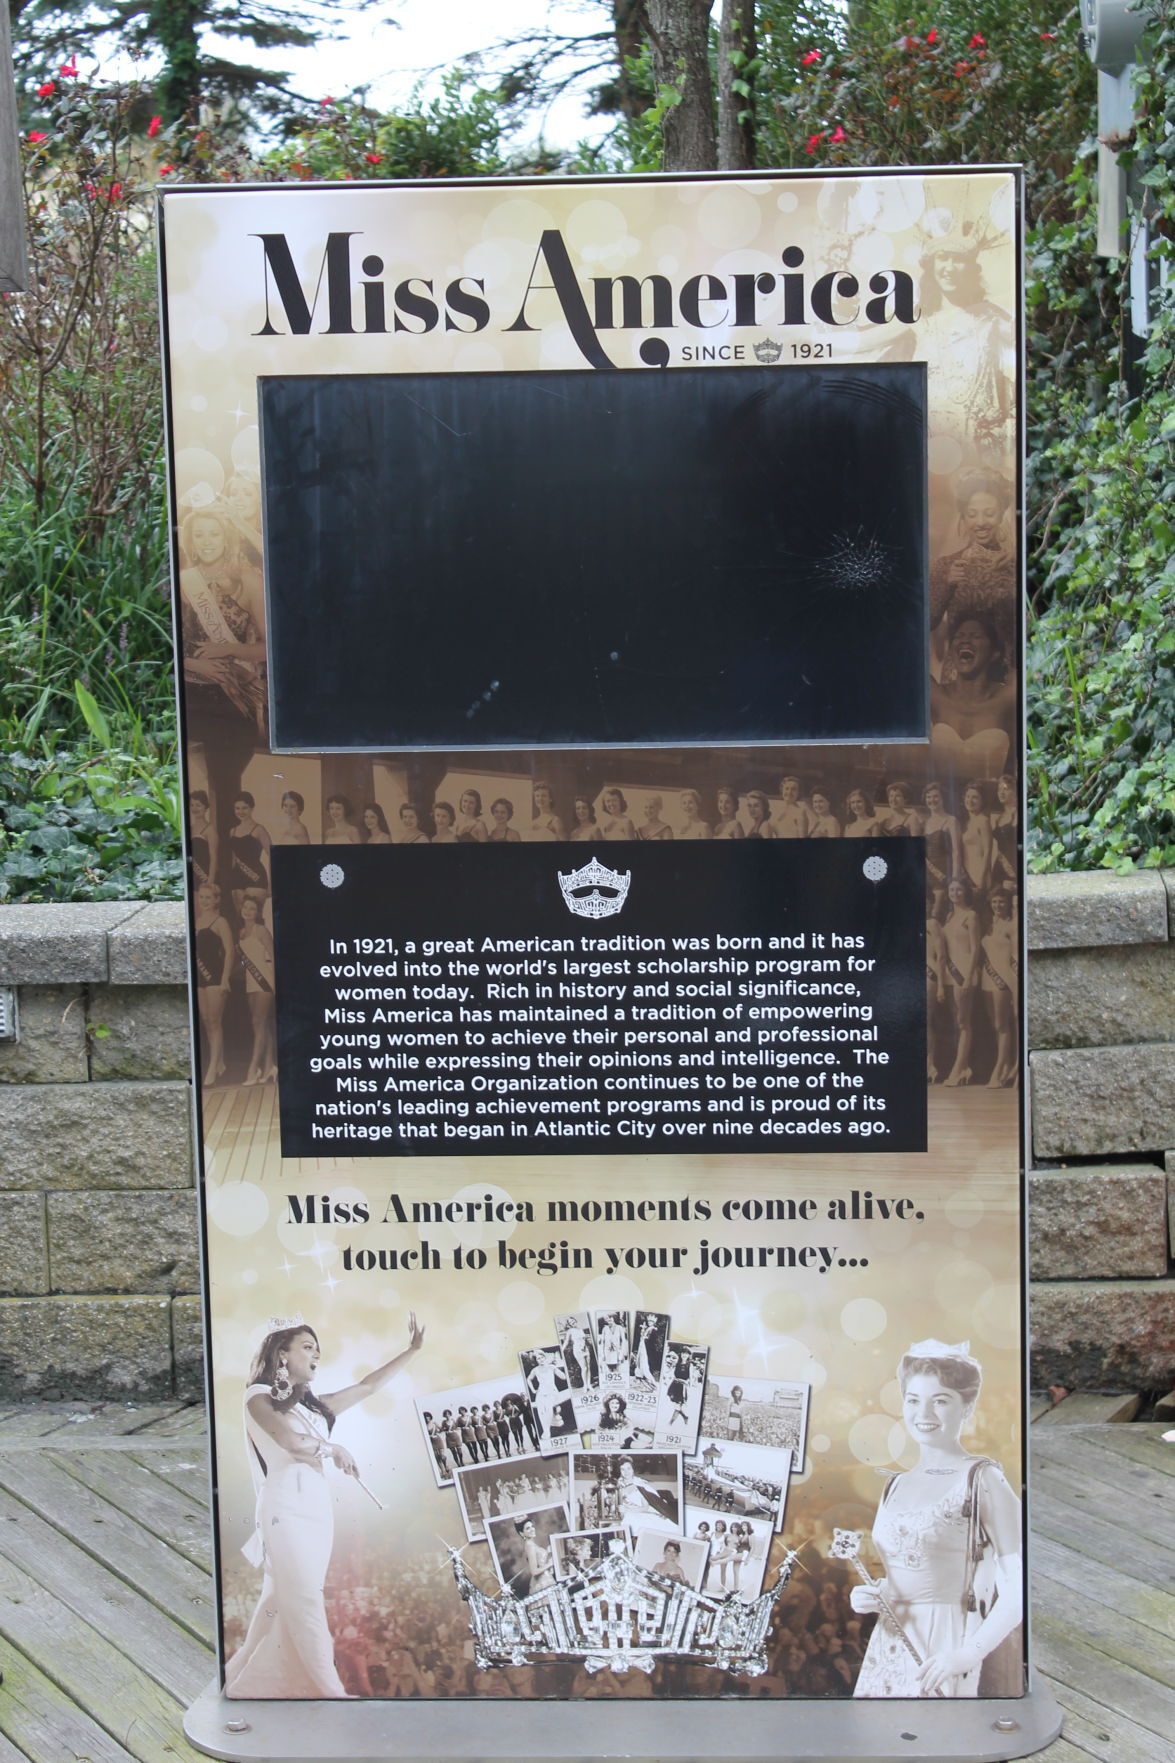 Miss America
SINCE 1921
In 1921, a great American tradition was born and it has
evolved into the world's largest scholarship program for
women today.  Rich in history and social significance,
Miss America has maintained a tradition of empowering
young women to achieve their personal and professional
goals while expressing their opinions and intelligence.  The
Miss America Organization continues to be one of the
nation's leading achievement programs and is proud of its
heritage that began in Atlantic City over nine decades ago.
Miss America moments come alive,
touch to begin your journey...
1925
1926
1922-23
1927
1924
1921